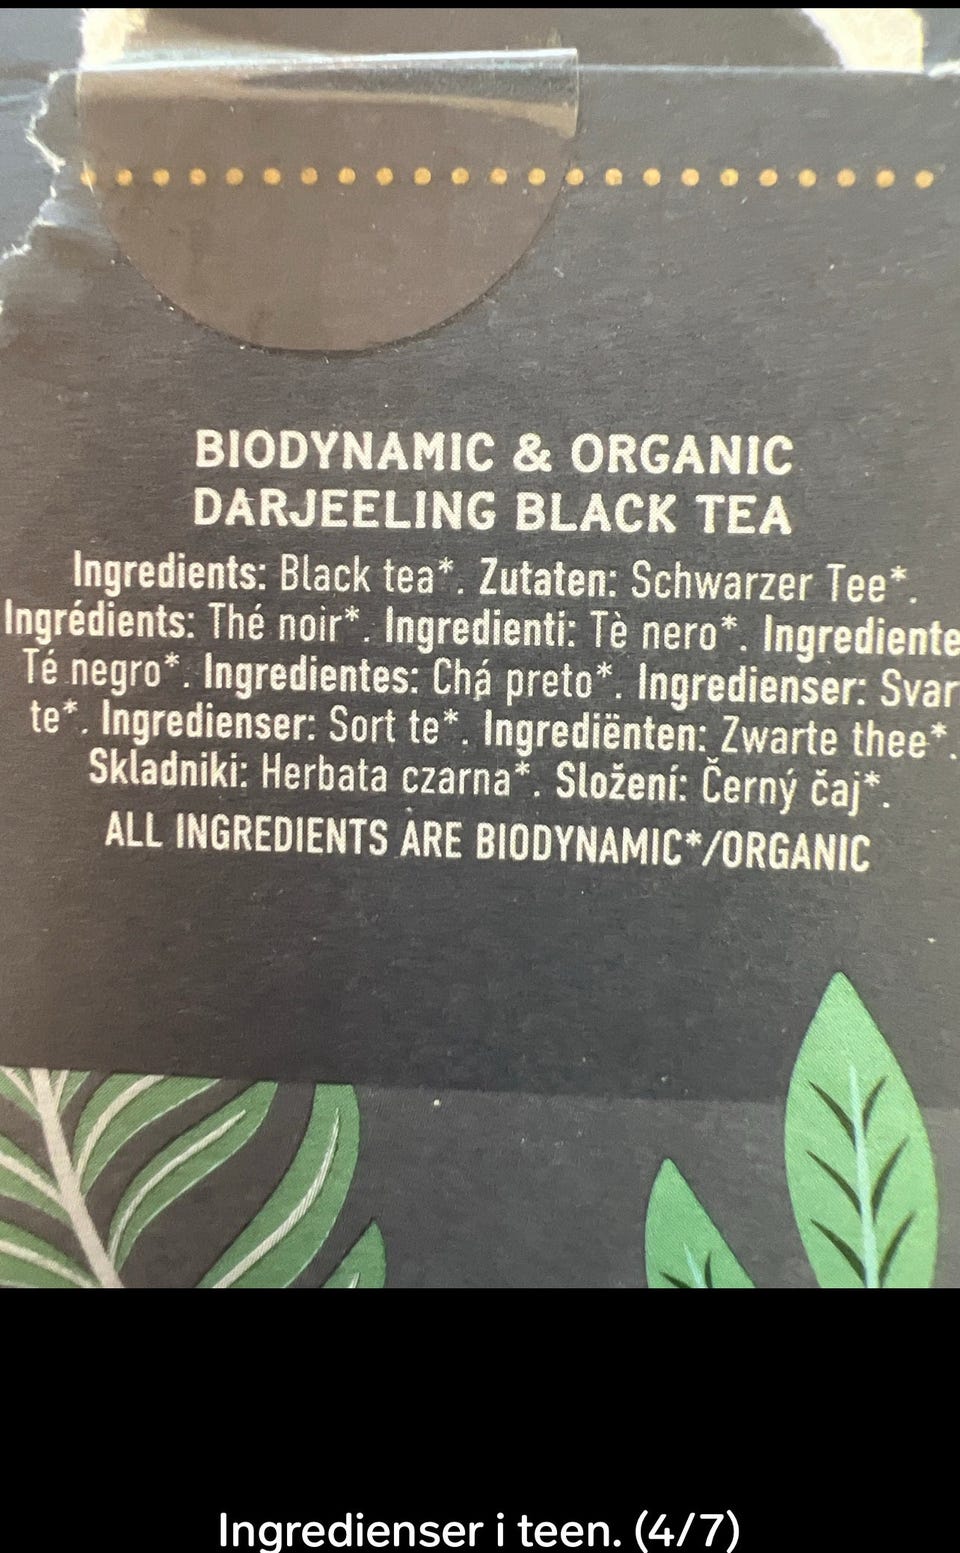 BIODYNAMIC & ORGANIC
DARJEELING BLACK TEA
Ingredients: Black tea*. Zutaten: Schwarzer Tee*.
Ingrédients: Thé noir*. Ingredienti: Tè nero*. Ingrediente
Té negro*. Ingredientes: Chá preto*. Ingredienser: Svar
te*. Ingredienser: Sort te*. Ingrediënten: Zwarte thee*.
Skladniki: Herbata czarna*. Složení: Černý čaj*.
ALL INGREDIENTS ARE BIODYNAMIC*/ORGANIC
Ingredienser i teen. (4/7)